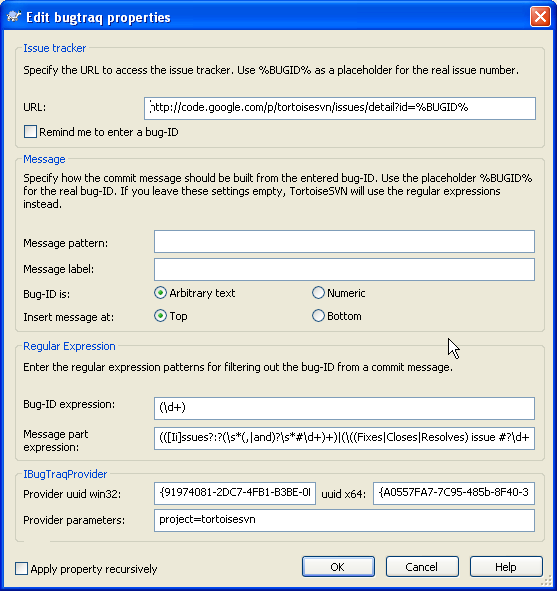 Edit bugtraq properties
Issue tracker
Specify the URL to access the issue tracker. Use %BUGID% as a placeholder for the real issue number.
URL: http://code.google.com/p/tortoisesvn/issues/detail?id=%BUGID%
Remind me to enter a bug-ID
Message
Specify how the commit message should be built from the entered bug-ID. Use the placeholder %BUGID%
for the real bug-ID. If you leave these settings empty, TortoiseSVN will use the regular expressions
instead.
Message pattern:
Message label:
Bug-ID is: Arbitrary text Numeric
Insert message at: Top Bottom
Regular Expression
Enter the regular expression patterns for filtering out the bug-ID from a commit message.
Bug-ID expression: (\d+)
Message part
expression: (([Ii]ssues?:?(\s*(,|and)?\s*#\d+)+)|(\((Fixes|Closes|Resolves) issue #?\d+
IBugTraqProvider
Provider uuid win32: {91974081-2DC7-4FB1-B3BE-0 uuid x64: {A0557FA7-7C95-485b-8F40-3
Provider parameters: project=tortoisesvn
Apply property recursively
OK Cancel Help